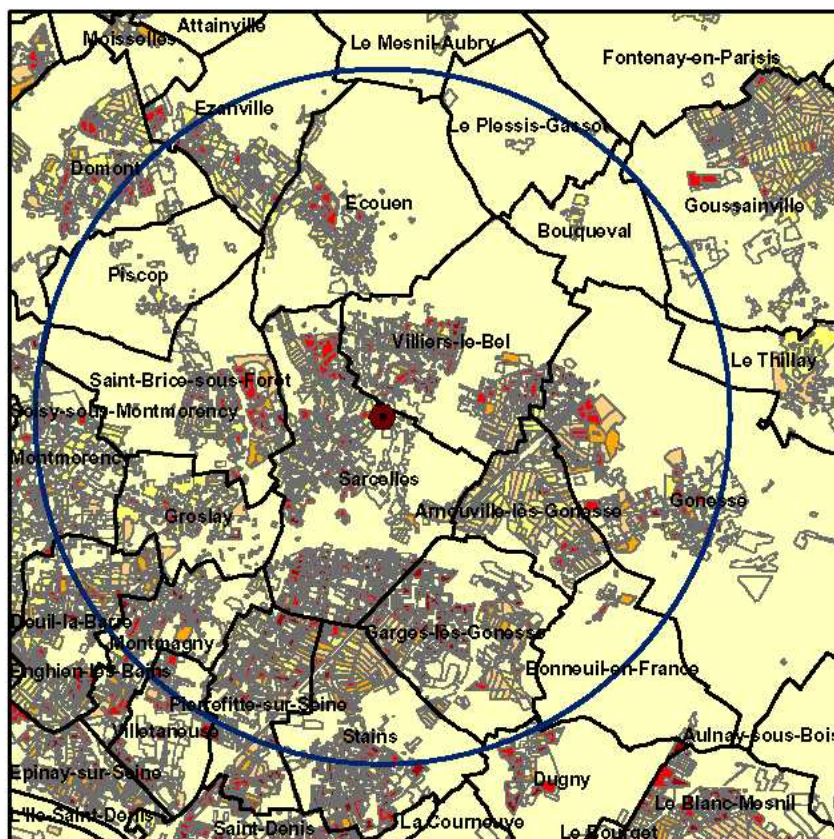 Attainville
Moisselles
Le Mesnil-Aubry
Fontenay-en-Parisis
Ezanville
Le Plessis-Gassot
Domont
Ecouen
Goussainville
Bouqueval
Piscop
Villiers-le-Bel
Le Thillay
Saint-Brice-sous-Forêt
Soisy-sous-Montmorency
Montmorency
Sarcelles
Gonesse
Arnouville-lès-Gonesse
Groslay
Deuil-la-Barre
Garges-lès-Gonesse
Montmagny
Enghien-les-Bains
Bonneuil-en-France
Pierrefitte-sur-Seine
Villetaneuse
Stains
Aulnay-sous-Bois
Epinay-sur-Seine
Dugny
Le Blanc-Mesnil
L'Ile-Saint-Denis
La Courneuve
Saint-Denis
Le Bourget